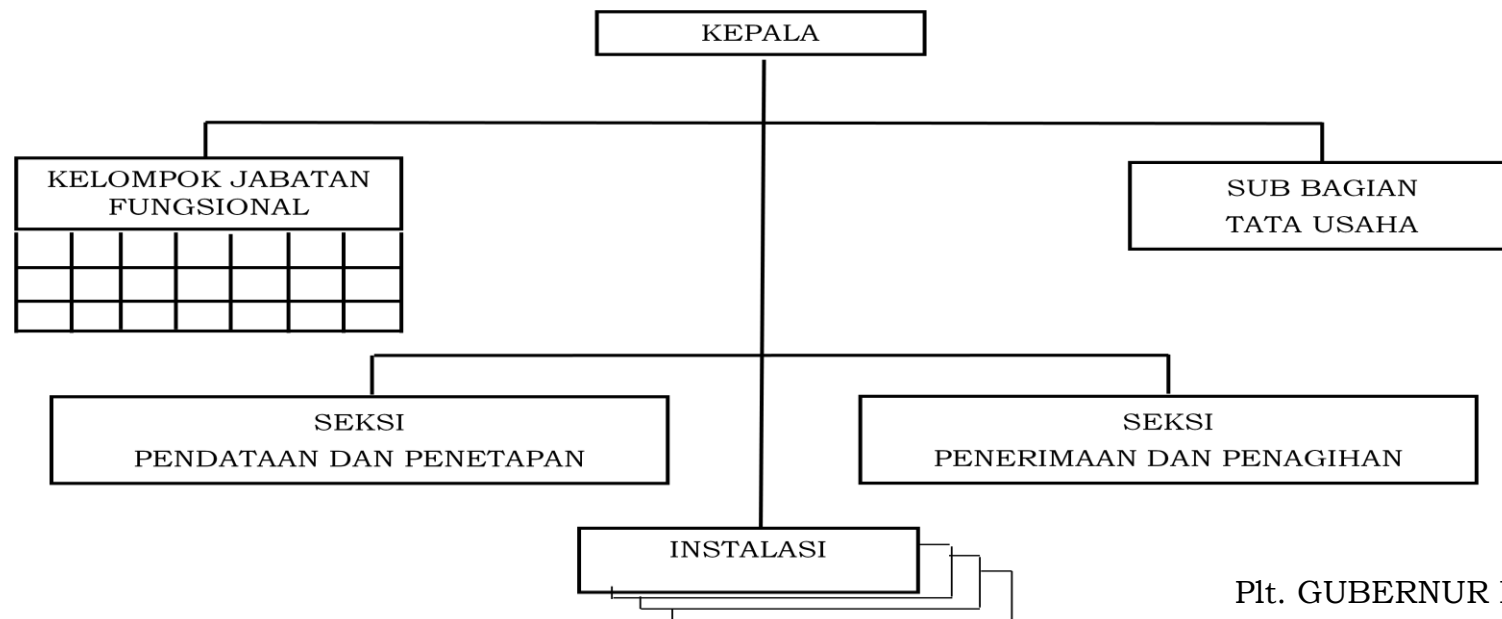 KEPALA
KELOMPOK JABATAN
FUNGSIONAL
SUB BAGIAN
TATA USAHA
SEKSI
PENDATAAN DAN PENETAPAN
SEKSI
PENERIMAAN DAN PENAGIHAN
INSTALASI
Plt. GUBERNUR